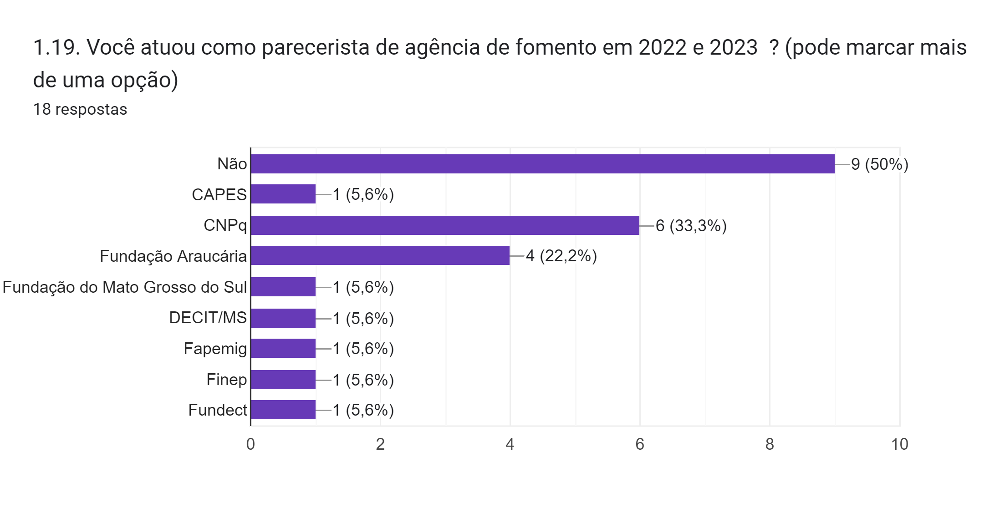 1.19. Você atuou como parecerista de agência de fomento em 2022 e 2023  ? (pode marcar mais
de uma opção)
18 respostas
Não 9 (50%)
CAPES 1 (5,6%)
CNPq 6 (33,3%)
Fundação Araucária 4 (22,2%)
Fundação do Mato Grosso do Sul 1 (5,6%)
DECIT/MS 1 (5,6%)
Fapemig 1 (5,6%)
Finep 1 (5,6%)
Fundect 1 (5,6%)
0 2 4 6 8 10